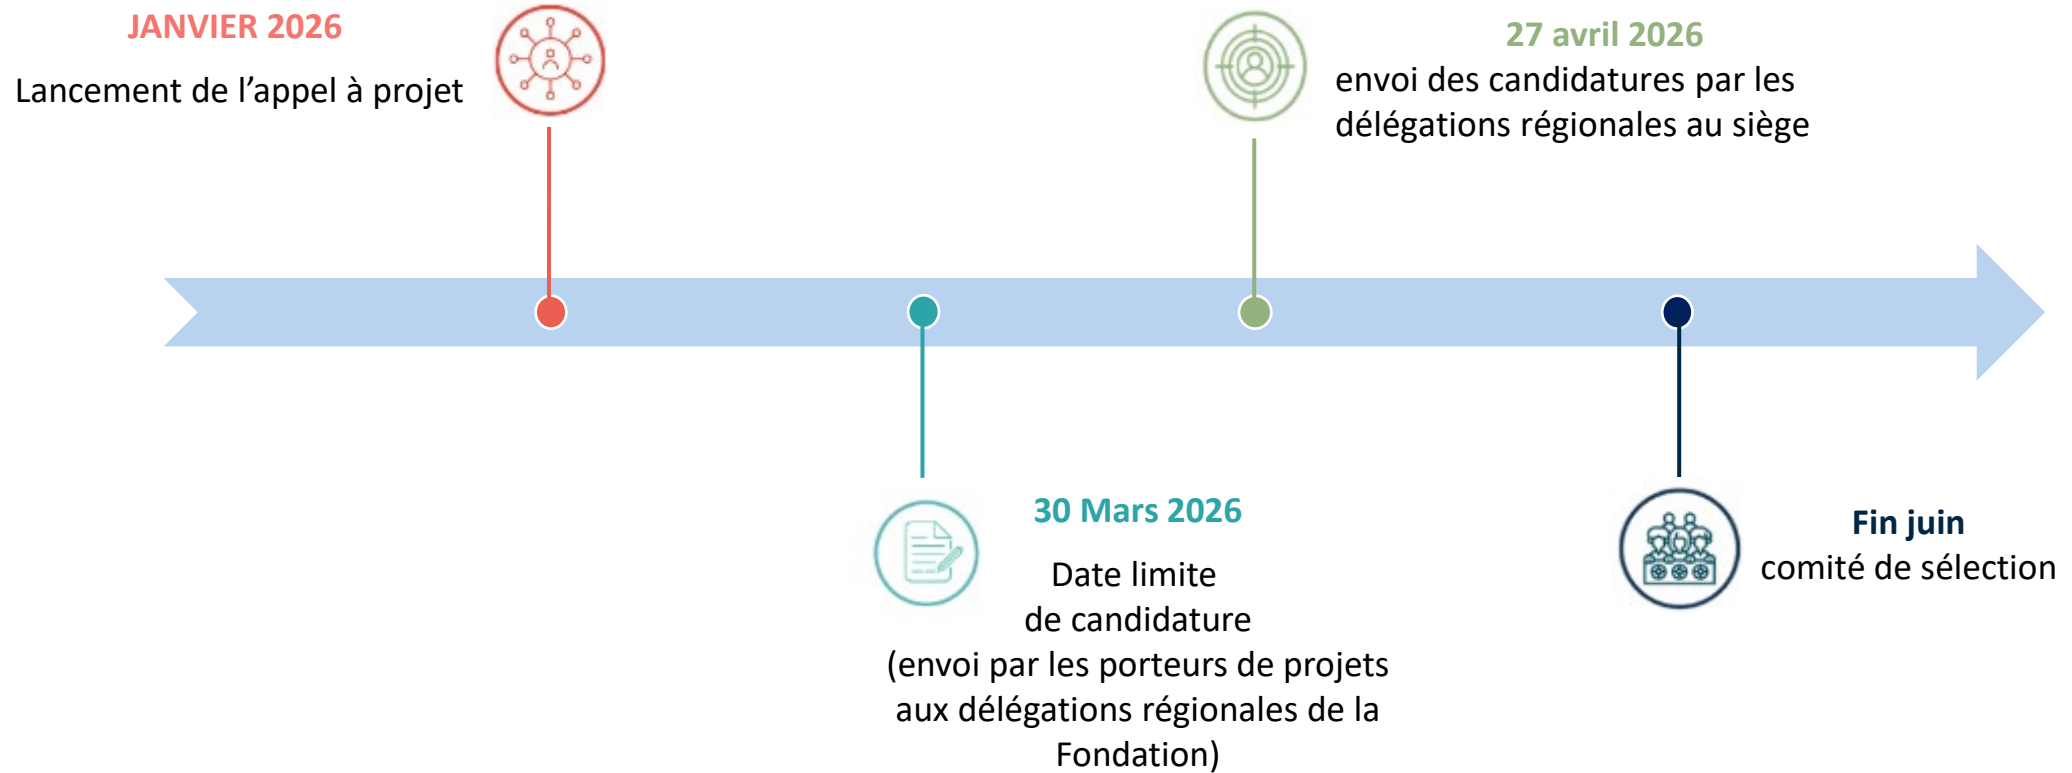 JANVIER 2026
Lancement de l’appel à projet
27 avril 2026
envoi des candidatures par les
délégations régionales au siège
30 Mars 2026
Date limite
de candidature
(envoi par les porteurs de projets
aux délégations régionales de la
Fondation)
Fin juin
comité de sélection